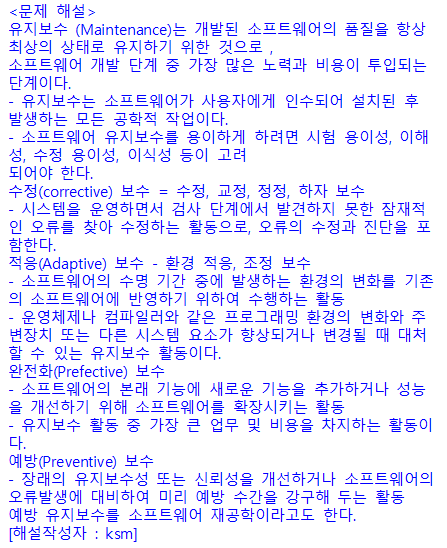 <문제 해설>
유지보수 (Maintenance)는 개발된 소프트웨어의 품질을 항상
최상의 상태로 유지하기 위한 것으로 ,
소프트웨어 개발 단계 중 가장 많은 노력과 비용이 투입되는
단계이다.
- 유지보수는 소프트웨어가 사용자에게 인수되어 설치된 후
발생하는 모든 공학적 작업이다.
- 소프트웨어 유지보수를 용이하게 하려면 시험 용이성, 이해
성, 수정 용이성, 이식성 등이 고려
되어야 한다.
수정(corrective) 보수 = 수정, 교정, 정정, 하자 보수
- 시스템을 운영하면서 검사 단계에서 발견하지 못한 잠재적
인 오류를 찾아 수정하는 활동으로, 오류의 수정과 진단을 포
함한다.
적응(Adaptive) 보수 - 환경 적응, 조정 보수
- 소프트웨어의 수명 기간 중에 발생하는 환경의 변화를 기존
의 소프트웨어에 반영하기 위하여 수행하는 활동
- 운영체제나 컴파일러와 같은 프로그래밍 환경의 변화와 주
변장치 또는 다른 시스템 요소가 향상되거나 변경될 때 대처
할 수 있는 유지보수 활동이다.
완전화(Prefective) 보수
- 소프트웨어의 본래 기능에 새로운 기능을 추가하거나 성능
을 개선하기 위해 소프트웨어를 확장시키는 활동
- 유지보수 활동 중 가장 큰 업무 및 비용을 차지하는 활동이
다.
예방(Preventive) 보수
- 장래의 유지보수성 또는 신뢰성을 개선하거나 소프트웨어의
오류발생에 대비하여 미리 예방 수간을 강구해 두는 활동
예방 유지보수를 소프트웨어 재공학이라고도 한다.
[해설작성자 : ksm]